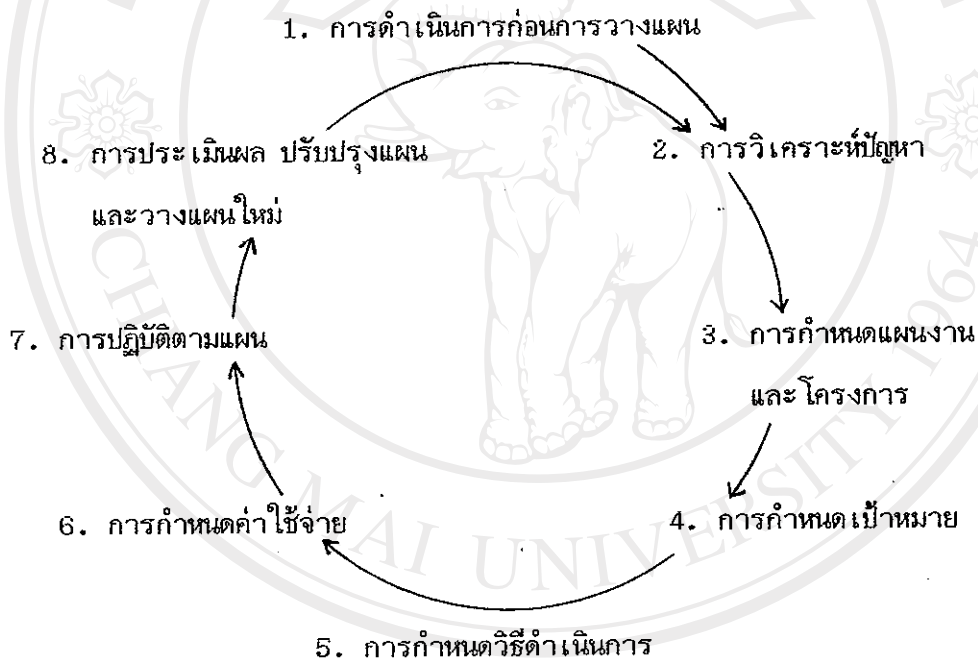 1. การดำเนินการก่อนการวางแผน
2. การวิเคราะห์ปัญหา
3. การกำหนดแผนงาน
และโครงการ
4. การกำหนดเป้าหมาย
5. การกำหนดวิธีดำเนินการ
6. การกำหนดค่าใช้จ่าย
7. การปฏิบัติตามแผน
8. การประเมินผล ปรับปรุงแผน
และวางแผนใหม่
CHIANG MAI UNIVERSITY 1964